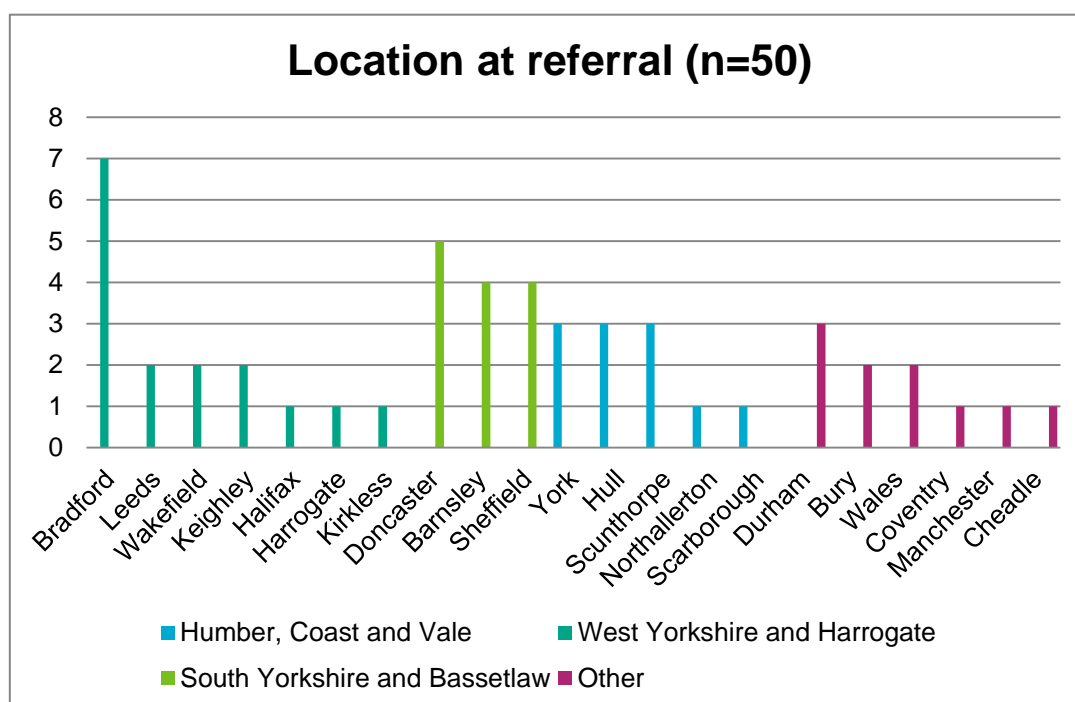 Location at referral (n=50)
8
7
6
5
4
3
2
1
0
Bradford
Leeds
Wakefield
Keighley
Halifax
Harrogate
Kirkless
Doncaster
Barnsley
Sheffield
York
Hull
Scunthorpe
Northallerton
Scarborough
Durham
Bury
Wales
Coventry
Manchester
Cheadle
Humber, Coast and Vale
West Yorkshire and Harrogate
South Yorkshire and Bassetlaw
Other